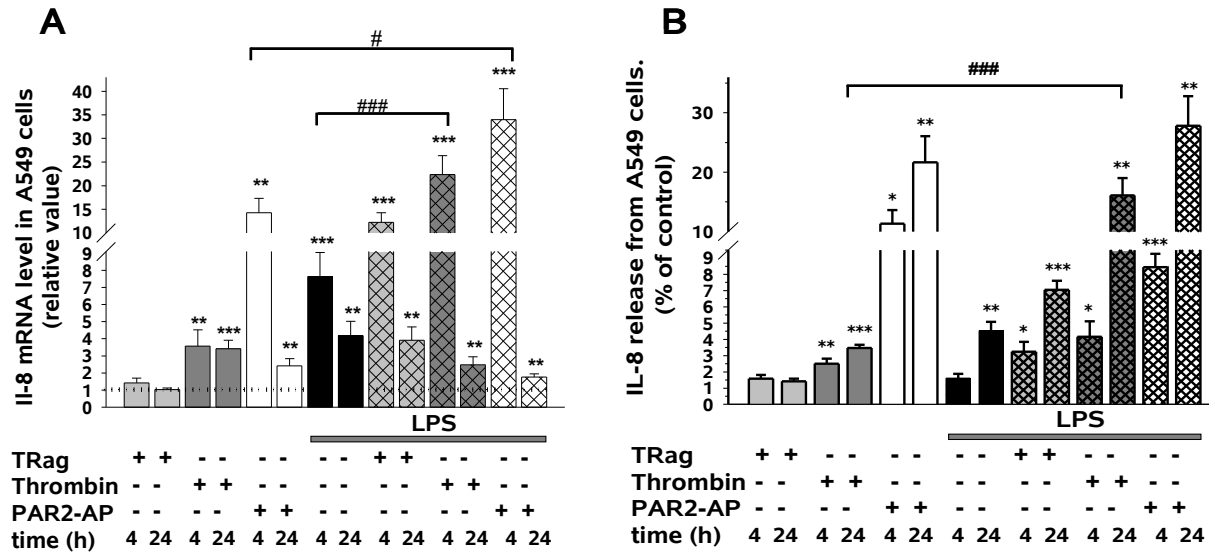 A
Il-8 mRNA level in A549 cells
(relative value)
40
35
30
25
20
15
10
9
8
7
6
5
4
3
2
1
0
#
###
** *** ** ** *** ** *** ** *** ** *** **
LPS
TRag + + - - - - - - + + - - - -
Thrombin - - + + - - - - - - + + - -
PAR2-AP - - - - + + - - - - - - + +
time (h) 4 24 4 24 4 24 4 24 4 24 4 24 4 24
B
IL-8 release from A549 cells.
(% of control)
30
20
10
9
8
7
6
5
4
3
2
1
0
###
** *** * ** ** * *** * ** *** **
LPS
TRag + + - - - - - - + + - - - -
Thrombin - - + + - - - - - - + + - -
PAR2-AP - - - - + + - - - - - - + +
time (h) 4 24 4 24 4 24 4 24 4 24 4 24 4 24